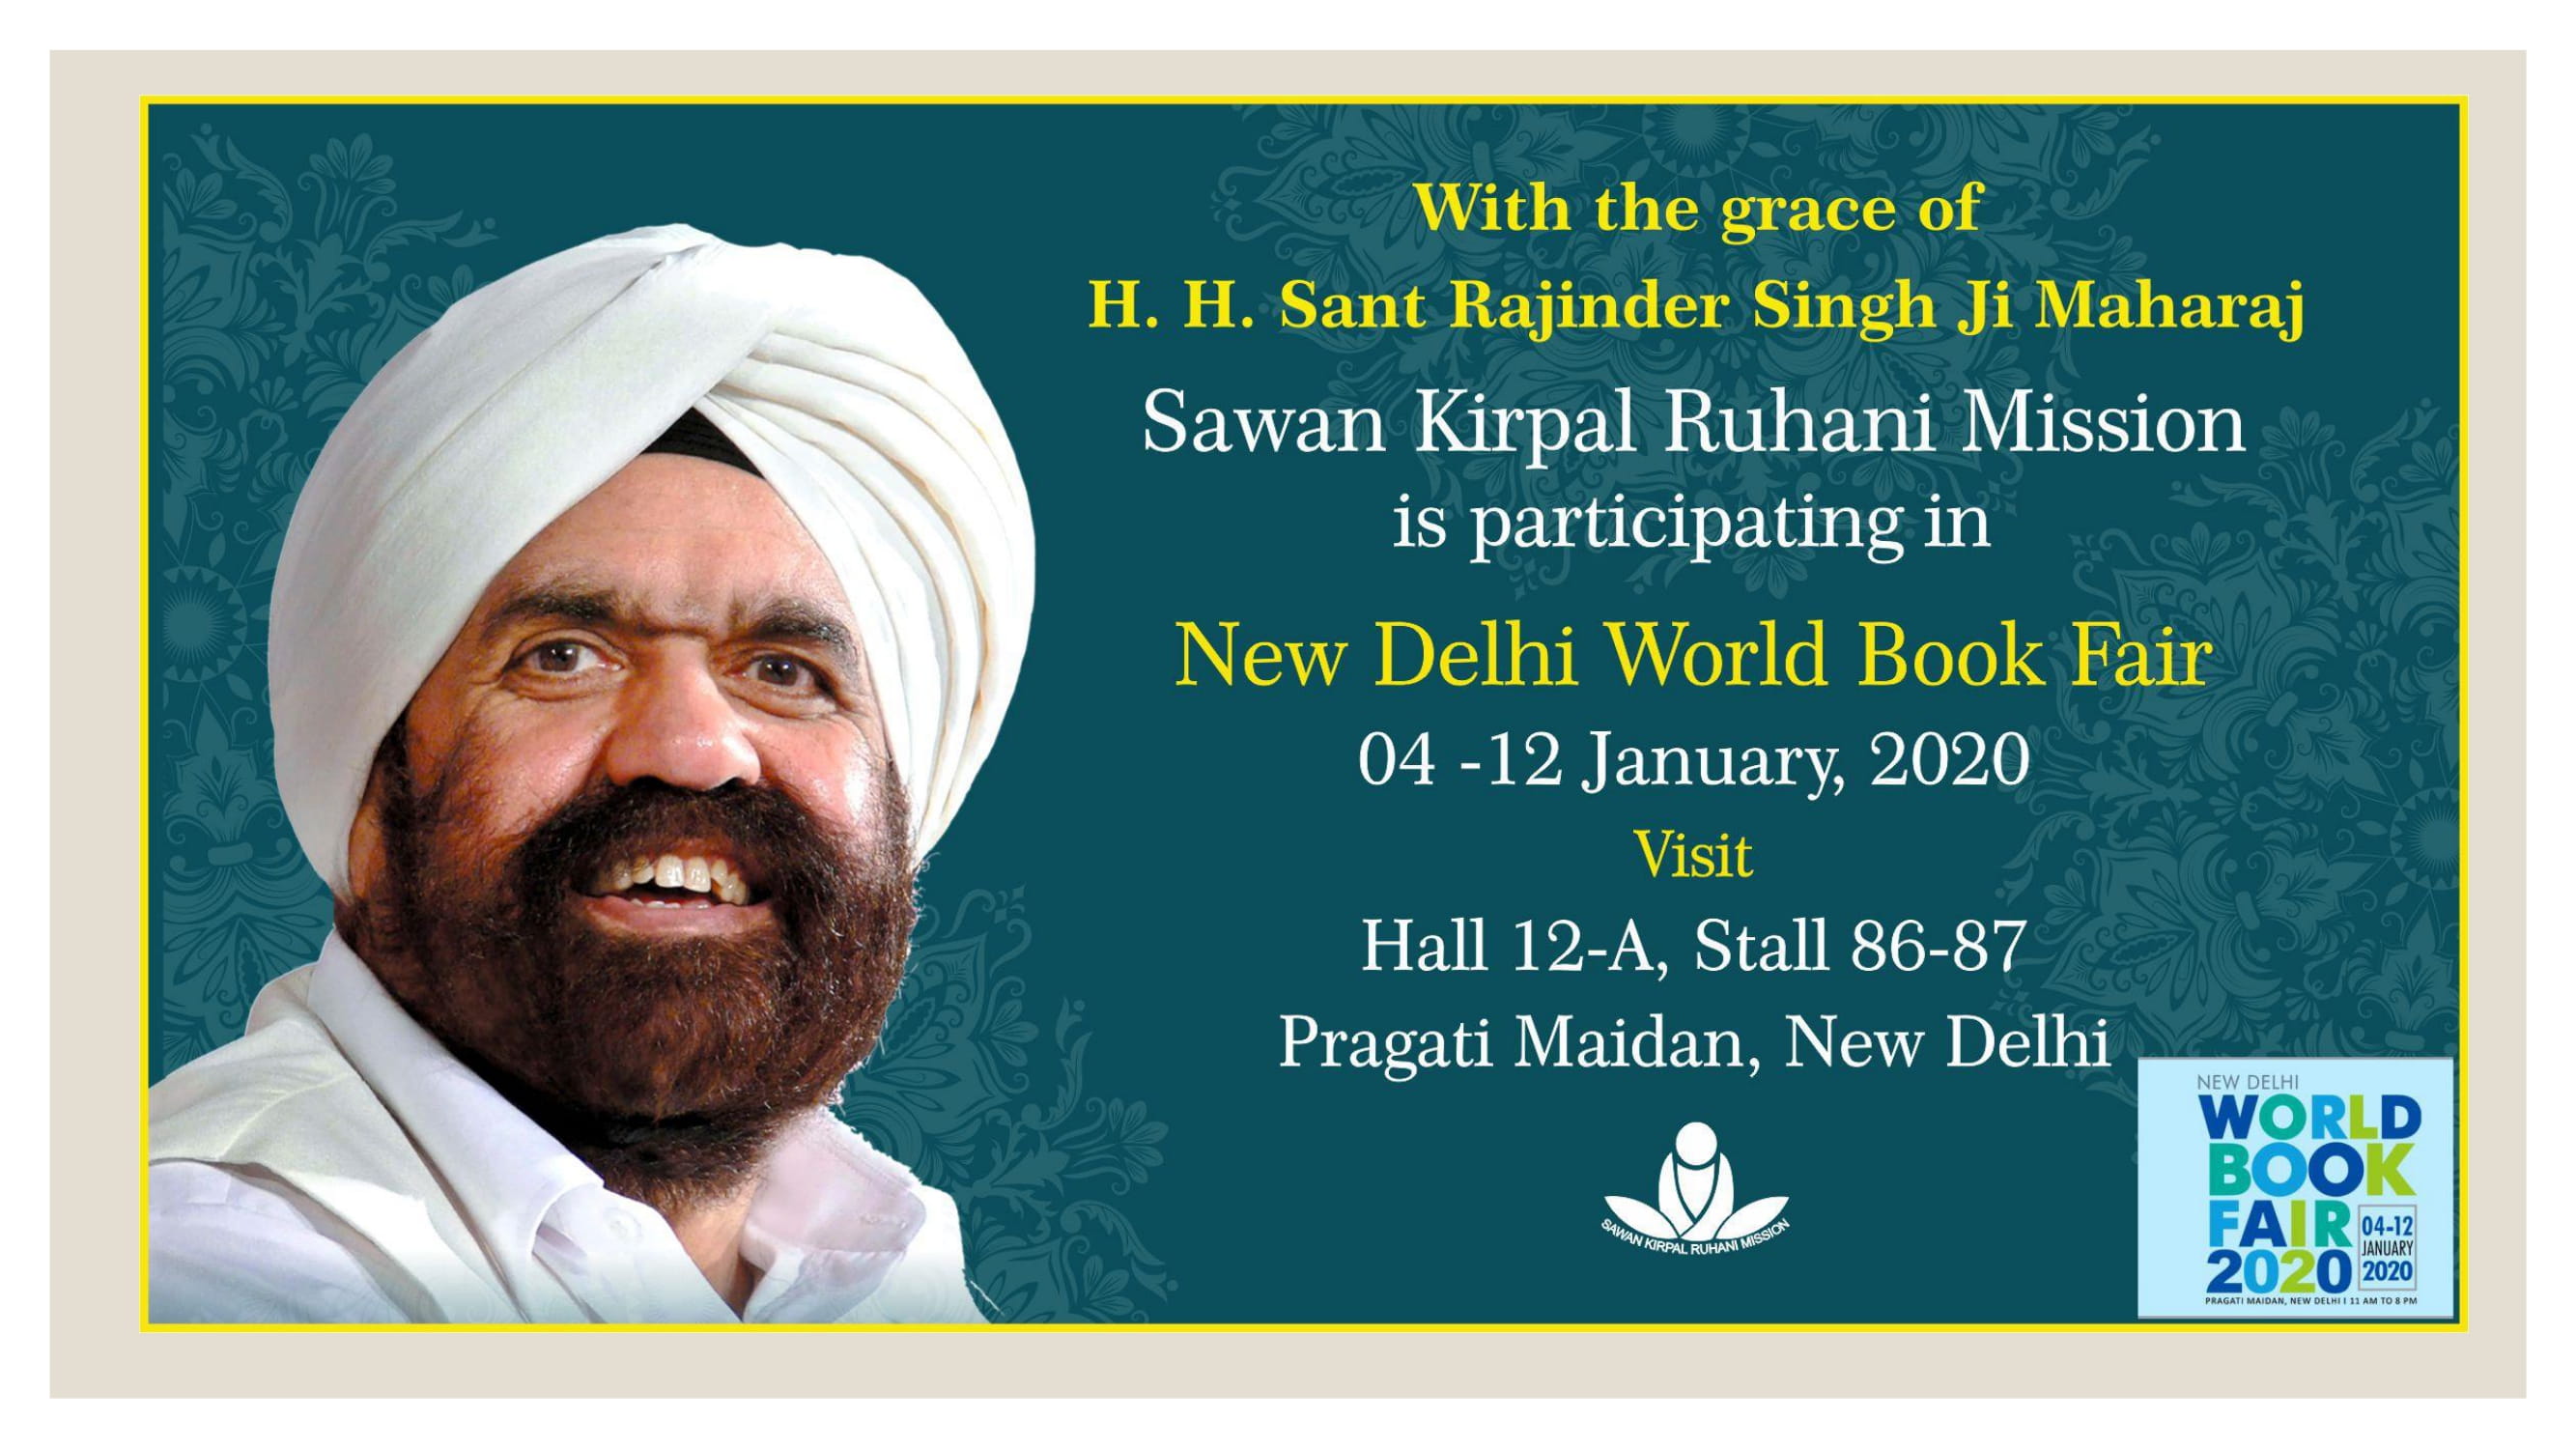 With the grace of
H. H. Sant Rajinder Singh Ji Maharaj
Sawan Kirpal Ruhani Mission
is participating in
New Delhi World Book Fair
04 -12 January, 2020
Visit
Hall 12-A, Stall 86-87
Pragati Maidan, New Delhi
SAWAN KIRPAL RUHANI MISSION
NEW DELHI
WORLD
BOOK
FAIR
2020
04-12
JANUARY
2020
PRAGATI MAIDAN, NEW DELHI I 11 AM TO 8 PM